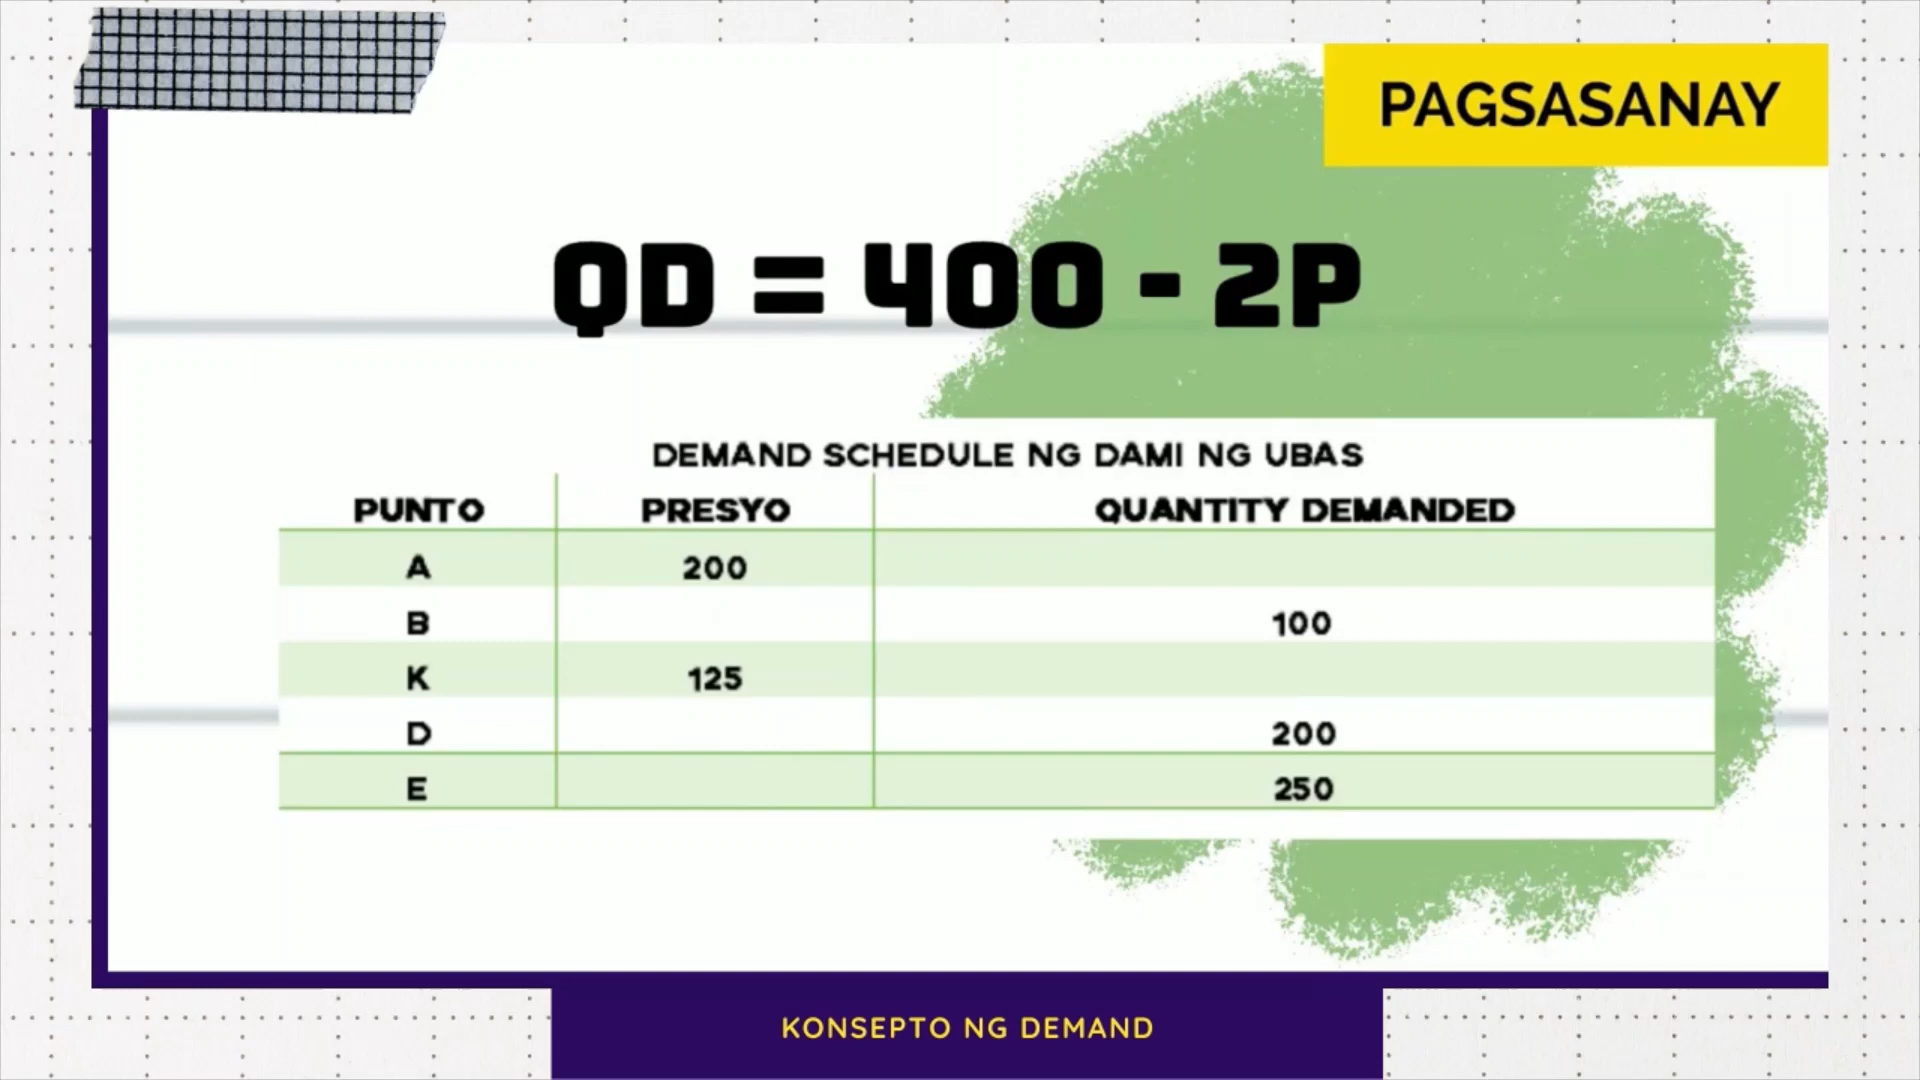 PAGSASANAY
QD = 400 - 2P
DEMAND SCHEDULE NG DAMI NG UBAS
PUNTO PRESYO QUANTITY DEMANDED
A 200
B 100
K 125
D 200
E 250
KONSEPTO NG DEMAND